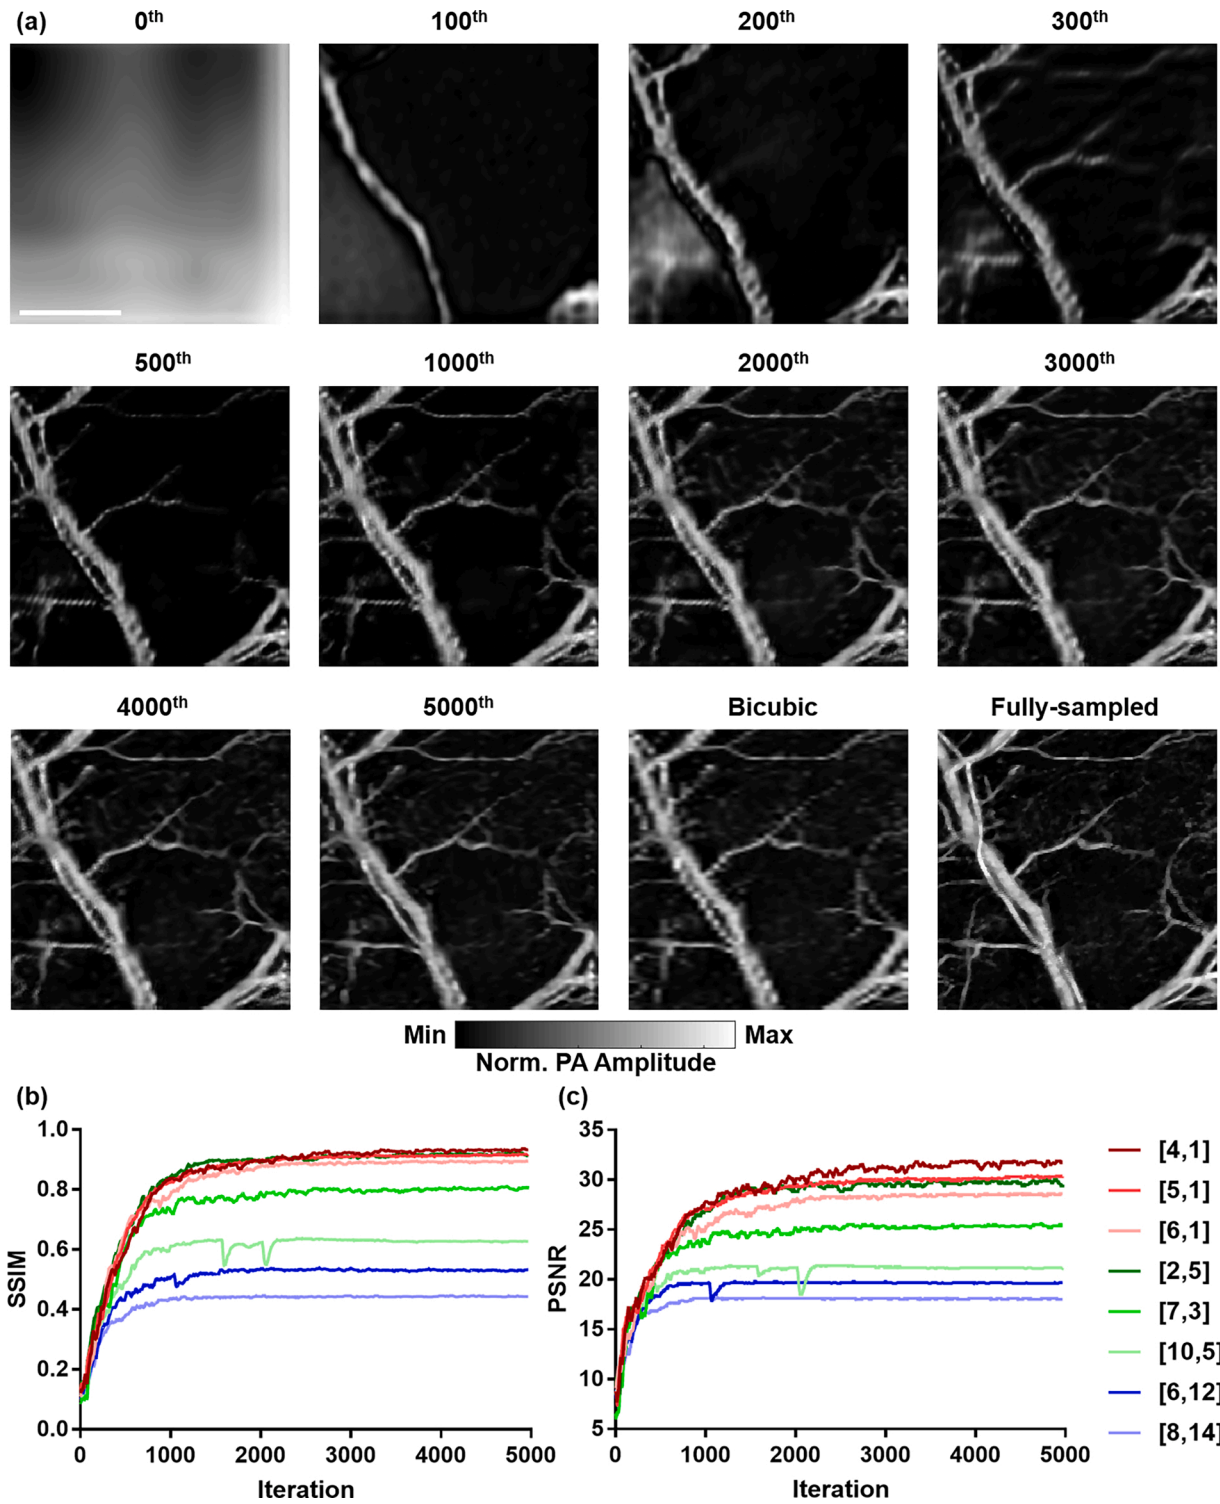 (a) 0th 100th 200th 300th
500th 1000th 2000th 3000th
4000th 5000th Bicubic Fully-sampled
Min Max
Norm. PA Amplitude
(b)
SSIM
1.0
0.8
0.6
0.4
0.2
0.0
0 1000 2000 3000 4000 5000
Iteration
(c)
PSNR
35
30
25
20
15
10
5
0 1000 2000 3000 4000 5000
Iteration
[4,1]
[5,1]
[6,1]
[2,5]
[7,3]
[10,5]
[6,12]
[8,14]